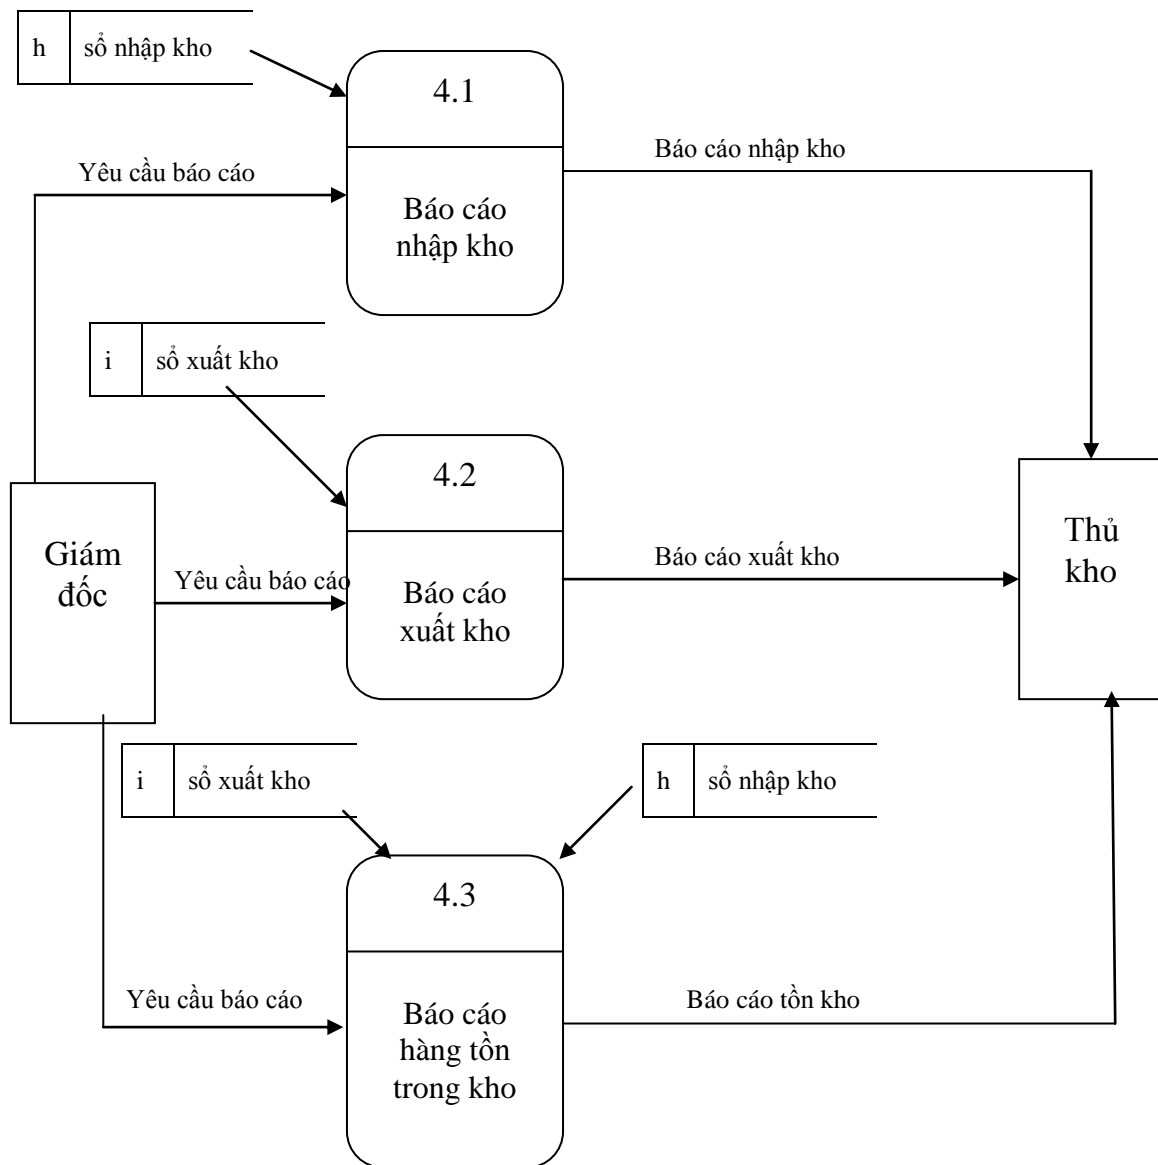 h
sổ nhập kho
4.1
Báo cáo nhập kho
Yêu cầu báo cáo
Báo cáo
nhập kho
i
sổ xuất kho
4.2
Giám
đốc
Yêu cầu báo cáo
Báo cáo
xuất kho
Báo cáo xuất kho
Thủ
kho
i
sổ xuất kho
h
sổ nhập kho
4.3
Yêu cầu báo cáo
Báo cáo
hàng tồn
trong kho
Báo cáo tồn kho